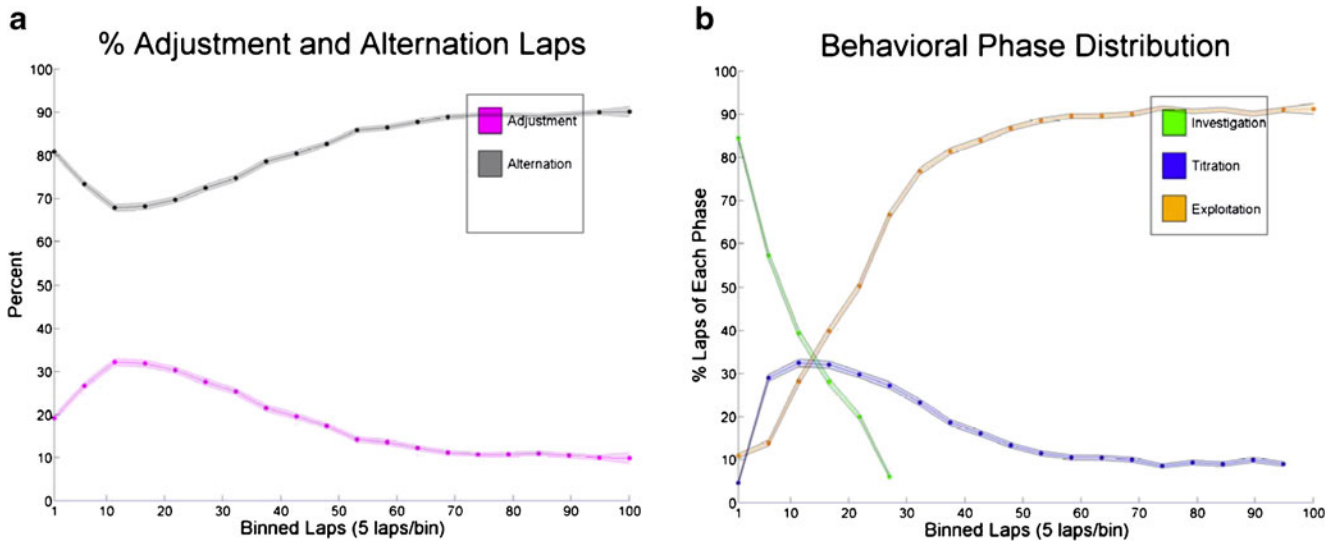 a
% Adjustment and Alternation Laps
100
90
80
70
60
50
40
30
20
10
0
Percent
Adjustment
Alternation
1 10 20 30 40 50 60 70 80 90 100
Binned Laps (5 laps/bin)
b
Behavioral Phase Distribution
100
90
80
70
60
50
40
30
20
10
0
% Laps of Each Phase
Investigation
Titration
Exploitation
1 10 20 30 40 50 60 70 80 90 100
Binned Laps (5 laps/bin)